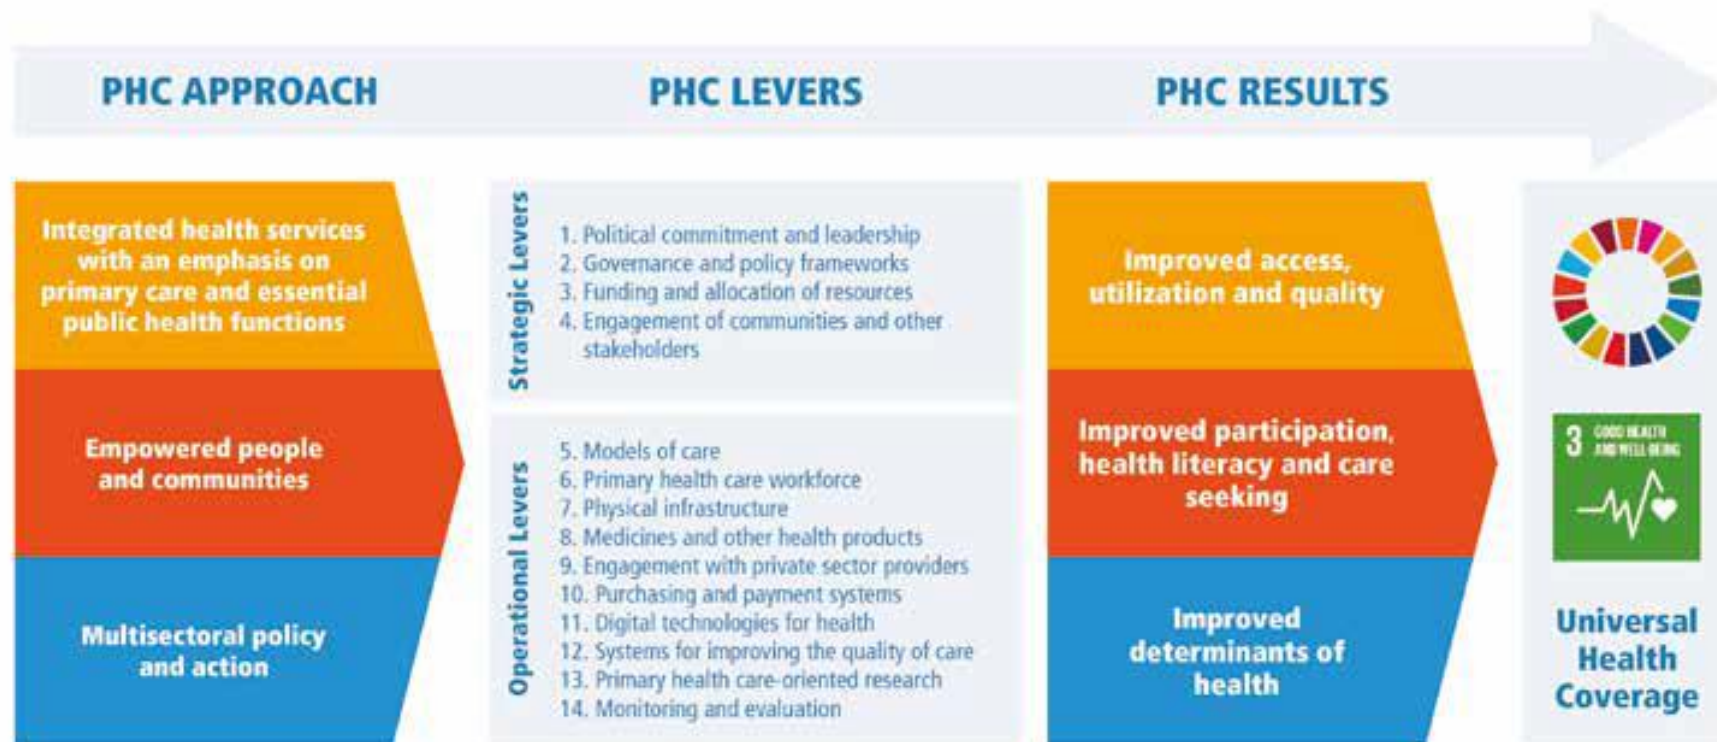 PHC APPROACH
PHC LEVERS
PHC RESULTS
Integrated health services
with an emphasis on
primary care and essential
public health functions
Empowered people
and communities
Multisectoral policy
and action
Strategic Levers
1. Political commitment and leadership
2. Governance and policy frameworks
3. Funding and allocation of resources
4. Engagement of communities and other
stakeholders
Operational Levers
5. Models of care
6. Primary health care workforce
7. Physical infrastructure
8. Medicines and other health products
9. Engagement with private sector providers
10. Purchasing and payment systems
11. Digital technologies for health
12. Systems for improving the quality of care
13. Primary health care-oriented research
14. Monitoring and evaluation
Improved access,
utilization and quality
Improved participation,
health literacy and care
seeking
Improved
determinants of
health
3 GOOD HEALTH
AND WELL-BEING
Universal
Health
Coverage